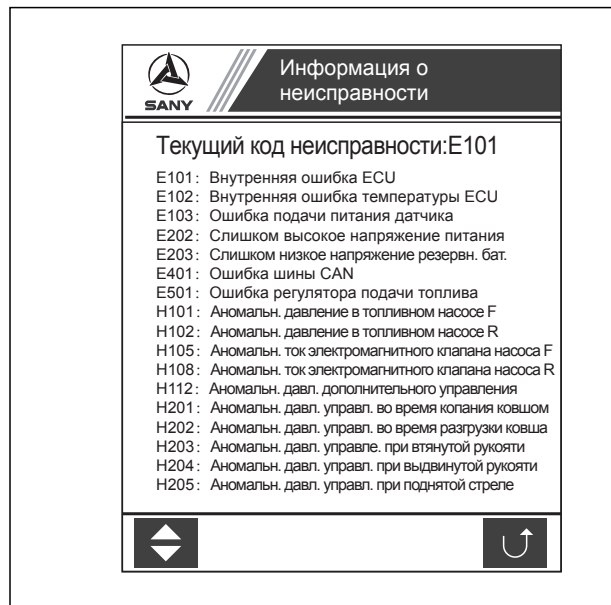 SANY
Информация о
неисправности
Текущий код неисправности:E101
E101: Внутренняя ошибка ECU
E102: Внутренняя ошибка температуры ECU
E103: Ошибка подачи питания датчика
E202: Слишком высокое напряжение питания
E203: Слишком низкое напряжение резервн. бат.
E401: Ошибка шины CAN
E501: Ошибка регулятора подачи топлива
H101: Аномальн. давление в топливном насосе F
H102: Аномальн. давление в топливном насосе R
H105: Аномальн. ток электромагнитного клапана насоса F
H108: Аномальн. ток электромагнитного клапана насоса R
H112: Аномальн. давл. дополнительного управления
H201: Аномальн. давл. управл. во время копания ковшом
H202: Аномальн. давл. управл. во время разгрузки ковша
H203: Аномальн. давл. управле. при втянутой рукояти
H204: Аномальн. давл. управл. при выдвинутой рукояти
H205: Аномальн. давл. управл. при поднятой стреле